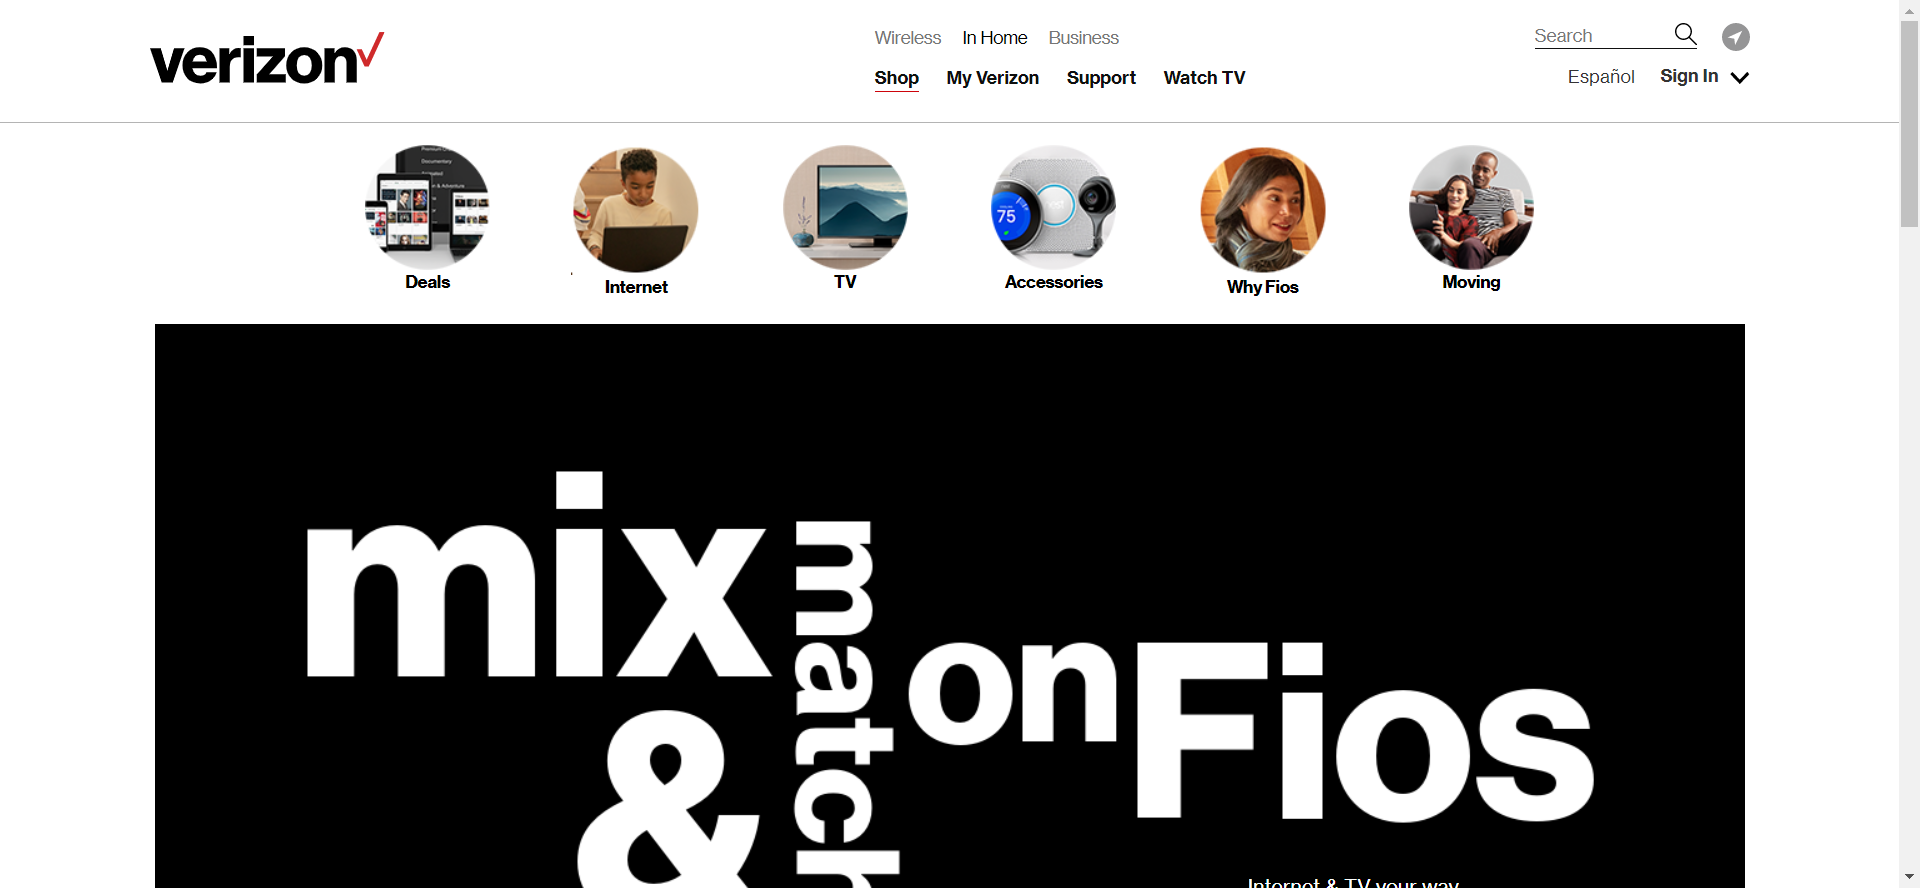 verizon
Wireless In Home Business
Shop My Verizon Support Watch TV
Search
Español Sign In
Deals
Internet
TV
75
Accessories
Why Fios
Moving
mix
&
match
on Fios
Internet & TV your way